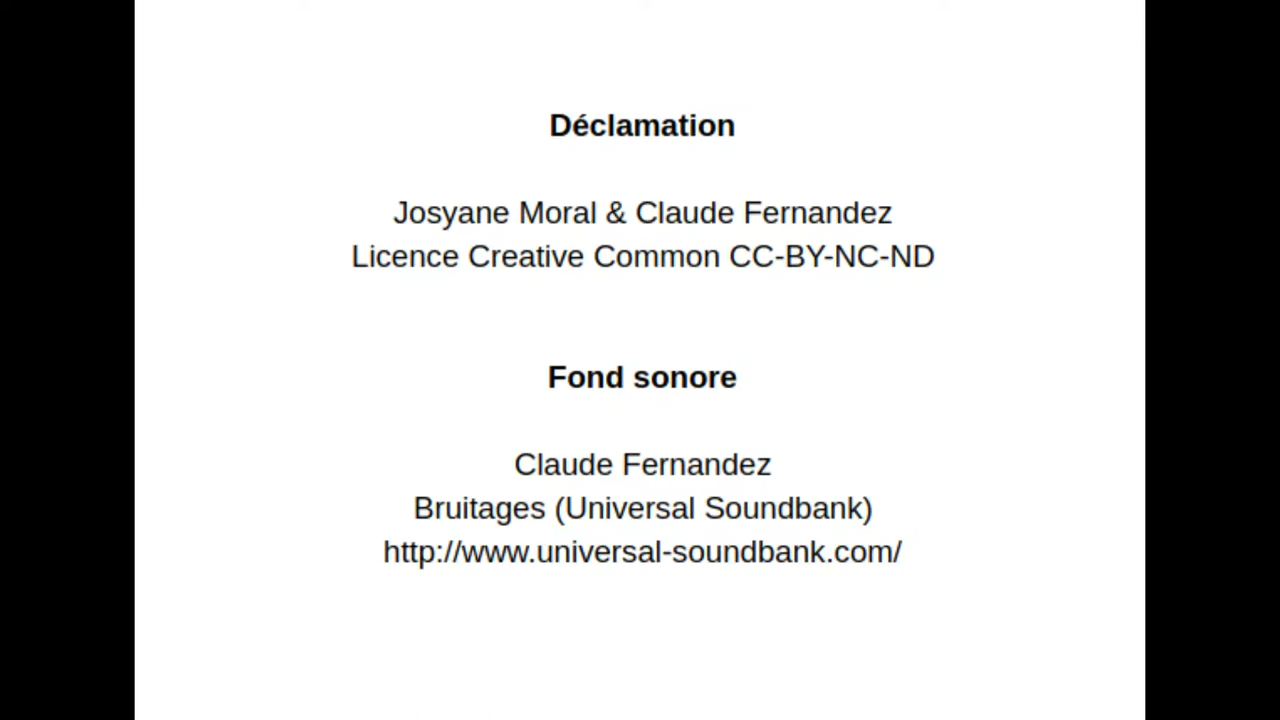 Déclamation
Josyane Moral & Claude Fernandez
Licence Creative Common CC-BY-NC-ND
Fond sonore
Claude Fernandez
Bruitages (Universal Soundbank)
http://www.universal-soundbank.com/